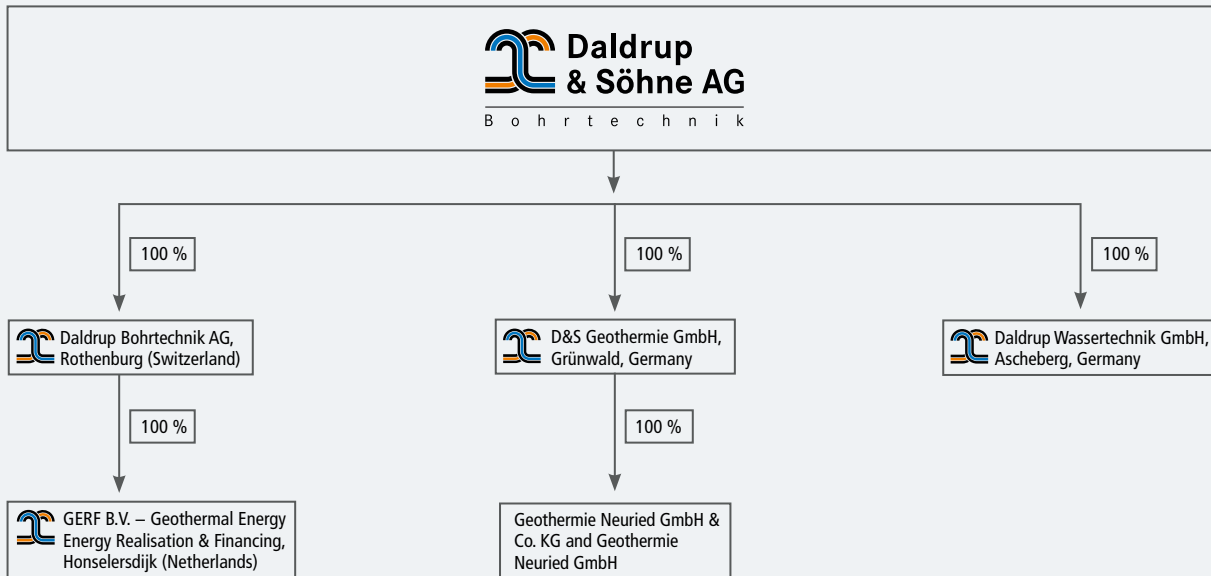 Daldrup
& Söhne AG
Bohrtechnik
100 %
100 %
100 %
Daldrup Bohrtechnik AG,
Rothenburg (Switzerland)
D&S Geothermie GmbH,
Grünwald, Germany
Daldrup Wassertechnik GmbH,
Ascheberg, Germany
100 %
100 %
GERF B.V. – Geothermal Energy
Energy Realisation & Financing,
Honselersdijk (Netherlands)
Geothermie Neuried GmbH &
Co. KG and Geothermie
Neuried GmbH